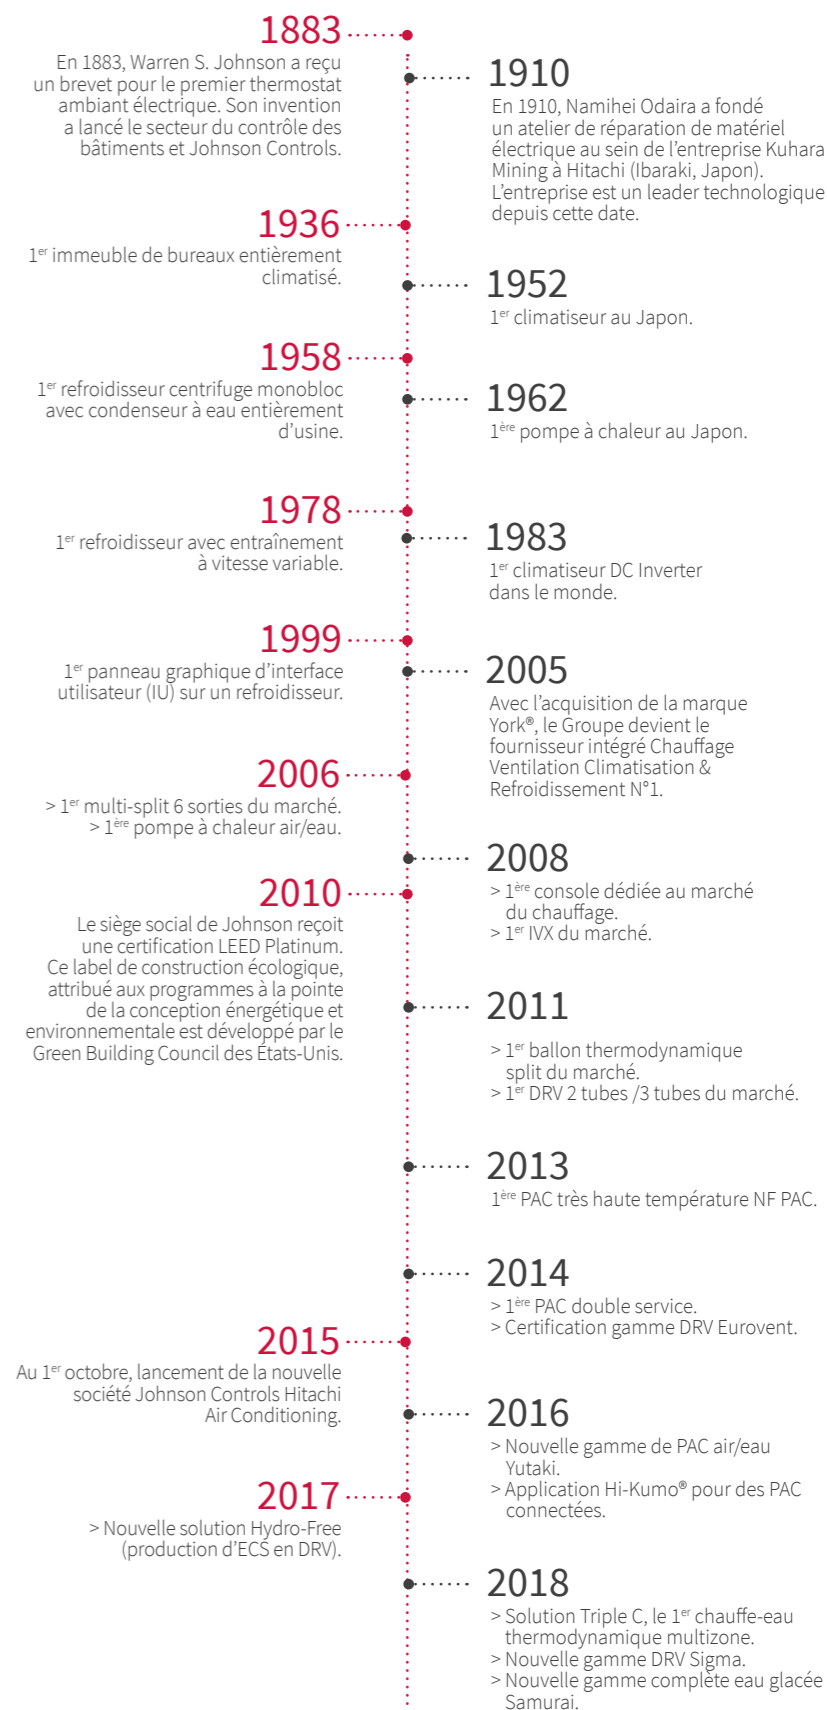 1883
En 1883, Warren S. Johnson a reçu
un brevet pour le premier thermostat
ambiant électrique. Son invention
a lancé le secteur du contrôle des
bâtiments et Johnson Controls.
1910
En 1910, Namihei Odaira a fondé
un atelier de réparation de matériel
électrique au sein de l’entreprise Kuhara
Mining à Hitachi (Ibaraki, Japon).
L’entreprise est un leader technologique
depuis cette date.
1936
1er immeuble de bureaux entièrement
climatisé.
1952
1er climatiseur au Japon.
1958
1er refroidisseur centrifuge monobloc
avec condenseur à eau entièrement
d’usine.
1962
1ère pompe à chaleur au Japon.
1978
1er refroidisseur avec entraînement
à vitesse variable.
1983
1er climatiseur DC Inverter
dans le monde.
1999
1er panneau graphique d’interface
utilisateur (IU) sur un refroidisseur.
2005
Avec l’acquisition de la marque
York®, le Groupe devient le
fournisseur intégré Chauffage
Ventilation Climatisation &
Refroidissement N°1.
2006
> 1er multi-split 6 sorties du marché.
> 1ère pompe à chaleur air/eau.
2008
> 1ère console dédiée au marché
du chauffage.
> 1er IVX du marché.
2010
Le siège social de Johnson reçoit
une certification LEED Platinum.
Ce label de construction écologique,
attribué aux programmes à la pointe
de la conception énergétique et
environnementale est développé par le
Green Building Council des États-Unis.
2011
> 1er ballon thermodynamique
split du marché.
> 1er DRV 2 tubes /3 tubes du marché.
2013
1ère PAC très haute température NF PAC.
2014
> 1ère PAC double service.
> Certification gamme DRV Eurovent.
2015
Au 1er octobre, lancement de la nouvelle
société Johnson Controls Hitachi
Air Conditioning.
2016
> Nouvelle gamme de PAC air/eau
Yutaki.
> Application Hi-Kumo® pour des PAC
connectées.
2017
> Nouvelle solution Hydro-Free
(production d’ECS en DRV).
2018
> Solution Triple C, le 1er chauffe-eau
thermodynamique multizone.
> Nouvelle gamme DRV Sigma.
> Nouvelle gamme complète eau glacée
Samurai.